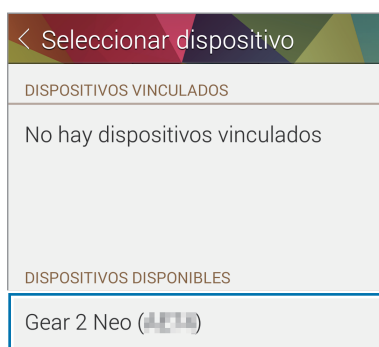 Seleccionar dispositivo
DISPOSITIVOS VINCULADOS
No hay dispositivos vinculados
DISPOSITIVOS DISPONIBLES
Gear 2 Neo ( )